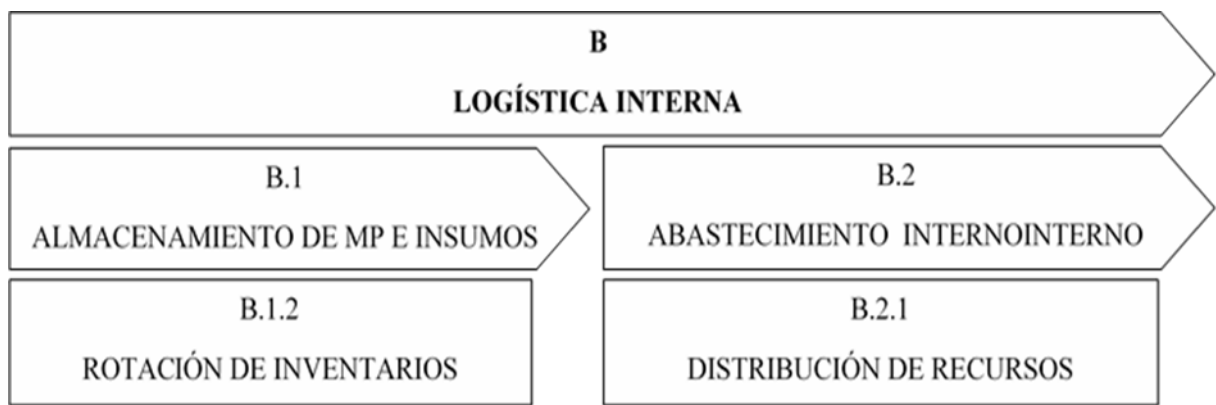 B
LOGÍSTICA INTERNA
B.1
ALMACENAMIENTO DE MP E INSUMOS
B.2
ABASTECIMIENTO INTERNOINTERNO
B.1.2
ROTACIÓN DE INVENTARIOS
B.2.1
DISTRIBUCIÓN DE RECURSOS